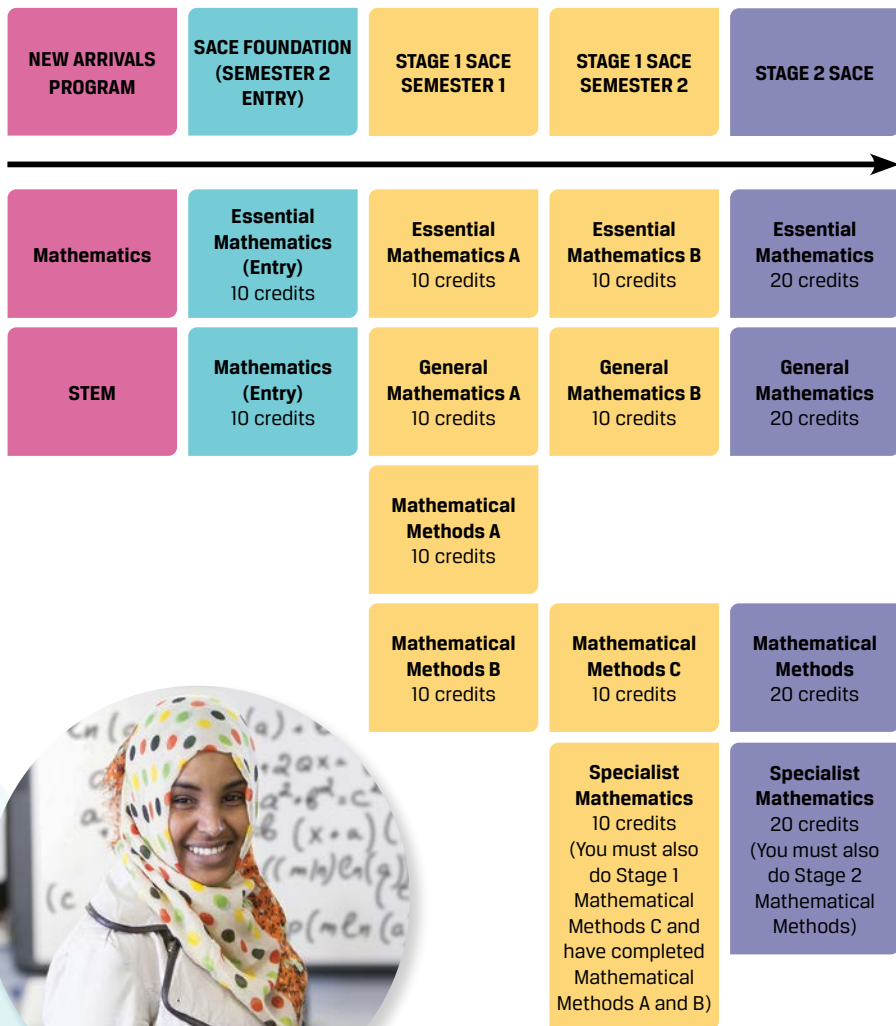 NEW ARRIVALS
PROGRAM
SACE FOUNDATION
(SEMESTER 2
ENTRY)
STAGE 1 SACE
SEMESTER 1
STAGE 1 SACE
SEMESTER 2
STAGE 2 SACE
Mathematics
Essential
Mathematics
(Entry)
10 credits
Essential
Mathematics A
10 credits
Essential
Mathematics B
10 credits
Essential
Mathematics
20 credits
STEM
Mathematics
(Entry)
10 credits
General
Mathematics A
10 credits
General
Mathematics B
10 credits
General
Mathematics
20 credits
Mathematical
Methods A
10 credits
Mathematical
Methods B
10 credits
Mathematical
Methods C
10 credits
Mathematical
Methods
20 credits
Specialist
Mathematics
10 credits
(You must also
do Stage 1
Mathematical
Methods C and
have completed
Mathematical
Methods A and B)
Specialist
Mathematics
20 credits
(You must also
do Stage 2
Mathematical
Methods)